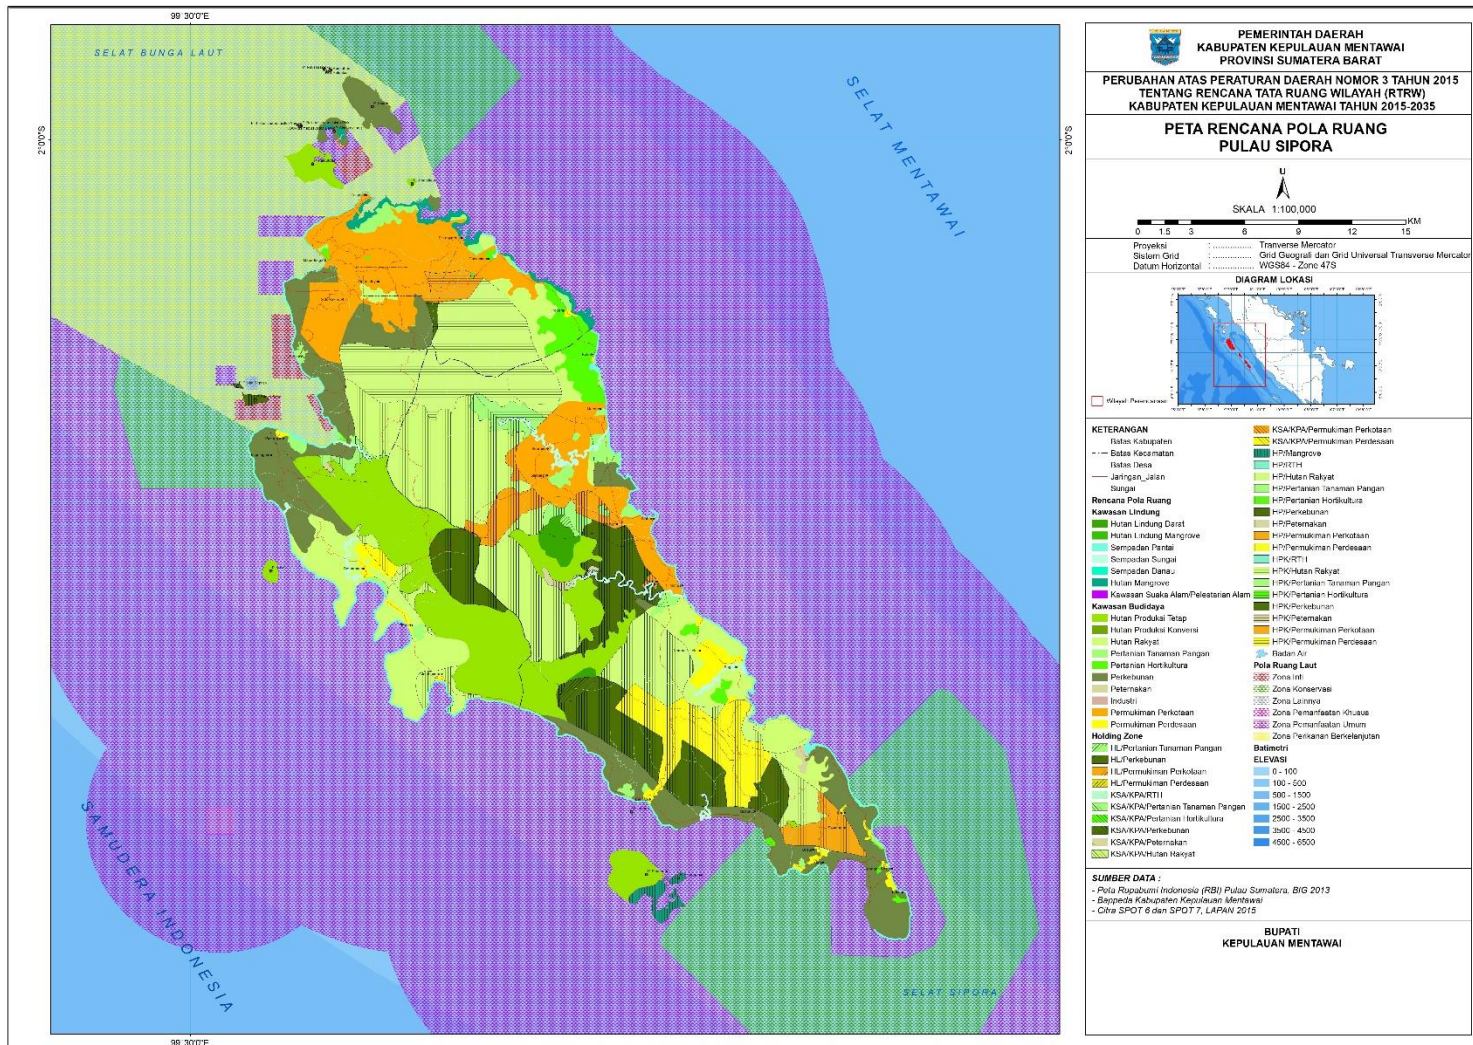 99°30'0"E
SELAT BUNGA LAUT
SELAT MENTAWAI
2°0'0"S
2°0'0"S
SAMUDERA INDONESIA
SELAT SIPORA
99°30'0"E
PEMERINTAH DAERAH
KABUPATEN KEPULAUAN MENTAWAI
PROVINSI SUMATERA BARAT
PERUBAHAN ATAS PERATURAN DAERAH NOMOR 3 TAHUN 2015
TENTANG RENCANA TATA RUANG WILAYAH (RTRW)
KABUPATEN KEPULAUAN MENTAWAI TAHUN 2015-2035
PETA RENCANA POLA RUANG
PULAU SIPORA
U
SKALA 1:100,000
KM
0 1.5 3 6 9 12 15
Proyeksi : ............... Tranverse Mercator
Sistem Grid : ............... Grid Geografi dan Grid Universal Transverse Mercator
Datum Horizontal : ............... WGS84 - Zone 47S
DIAGRAM LOKASI
Wilayah Perencanaan
KETERANGAN
Batas Kabupaten
Batas Kecamatan
Batas Desa
Jaringan_Jalan
Sungai
Rencana Pola Ruang
Kawasan Lindung
Hutan Lindung Darat
Hutan Lindung Mangrove
Sempadan Pantai
Sempadan Sungai
Sempadan Danau
Hutan Mangrove
Kawasan Suaka Alam/Pelestarian Alam
Kawasan Budidaya
Hutan Produksi Tetap
Hutan Produksi Konversi
Hutan Rakyat
Pertanian Tanaman Pangan
Pertanian Hortikultura
Perkebunan
Peternakan
Industri
Permukiman Perkotaan
Permukiman Perdesaan
Holding Zone
HL/Pertanian Tanaman Pangan
HL/Perkebunan
HL/Permukiman Perkotaan
HL/Permukiman Perdesaan
KSA/KPA/RTH
KSA/KPA/Pertanian Tanaman Pangan
KSA/KPA/Pertanian Hortikultura
KSA/KPA/Perkebunan
KSA/KPA/Peternakan
KSA/KPA/Hutan Rakyat
KSA/KPA/Permukiman Perkotaan
KSA/KPA/Permukiman Perdesaan
HP/Mangrove
HP/RTH
HP/Hutan Rakyat
HP/Pertanian Tanaman Pangan
HP/Pertanian Hortikultura
HP/Perkebunan
HP/Peternakan
HP/Permukiman Perkotaan
HP/Permukiman Perdesaan
HPK/RTH
HPK/Hutan Rakyat
HPK/Pertanian Tanaman Pangan
HPK/Pertanian Hortikultura
HPK/Perkebunan
HPK/Peternakan
HPK/Permukiman Perkotaan
HPK/Permukiman Perdesaan
Badan Air
Pola Ruang Laut
Zona Inti
Zona Konservasi
Zona Lainnya
Zona Pemanfaatan Khusus
Zona Pemanfaatan Umum
Zona Perikanan Berkelanjutan
Batimetri
ELEVASI
0 - 100
100 - 500
500 - 1500
1500 - 2500
2500 - 3500
3500 - 4500
4500 - 6500
SUMBER DATA :
- Peta Rupabumi Indonesia (RBI) Pulau Sumatera, BIG 2013
- Bappeda Kabupaten Kepulauan Mentawai
- Citra SPOT 6 dan SPOT 7, LAPAN 2015
BUPATI
KEPULAUAN MENTAWAI